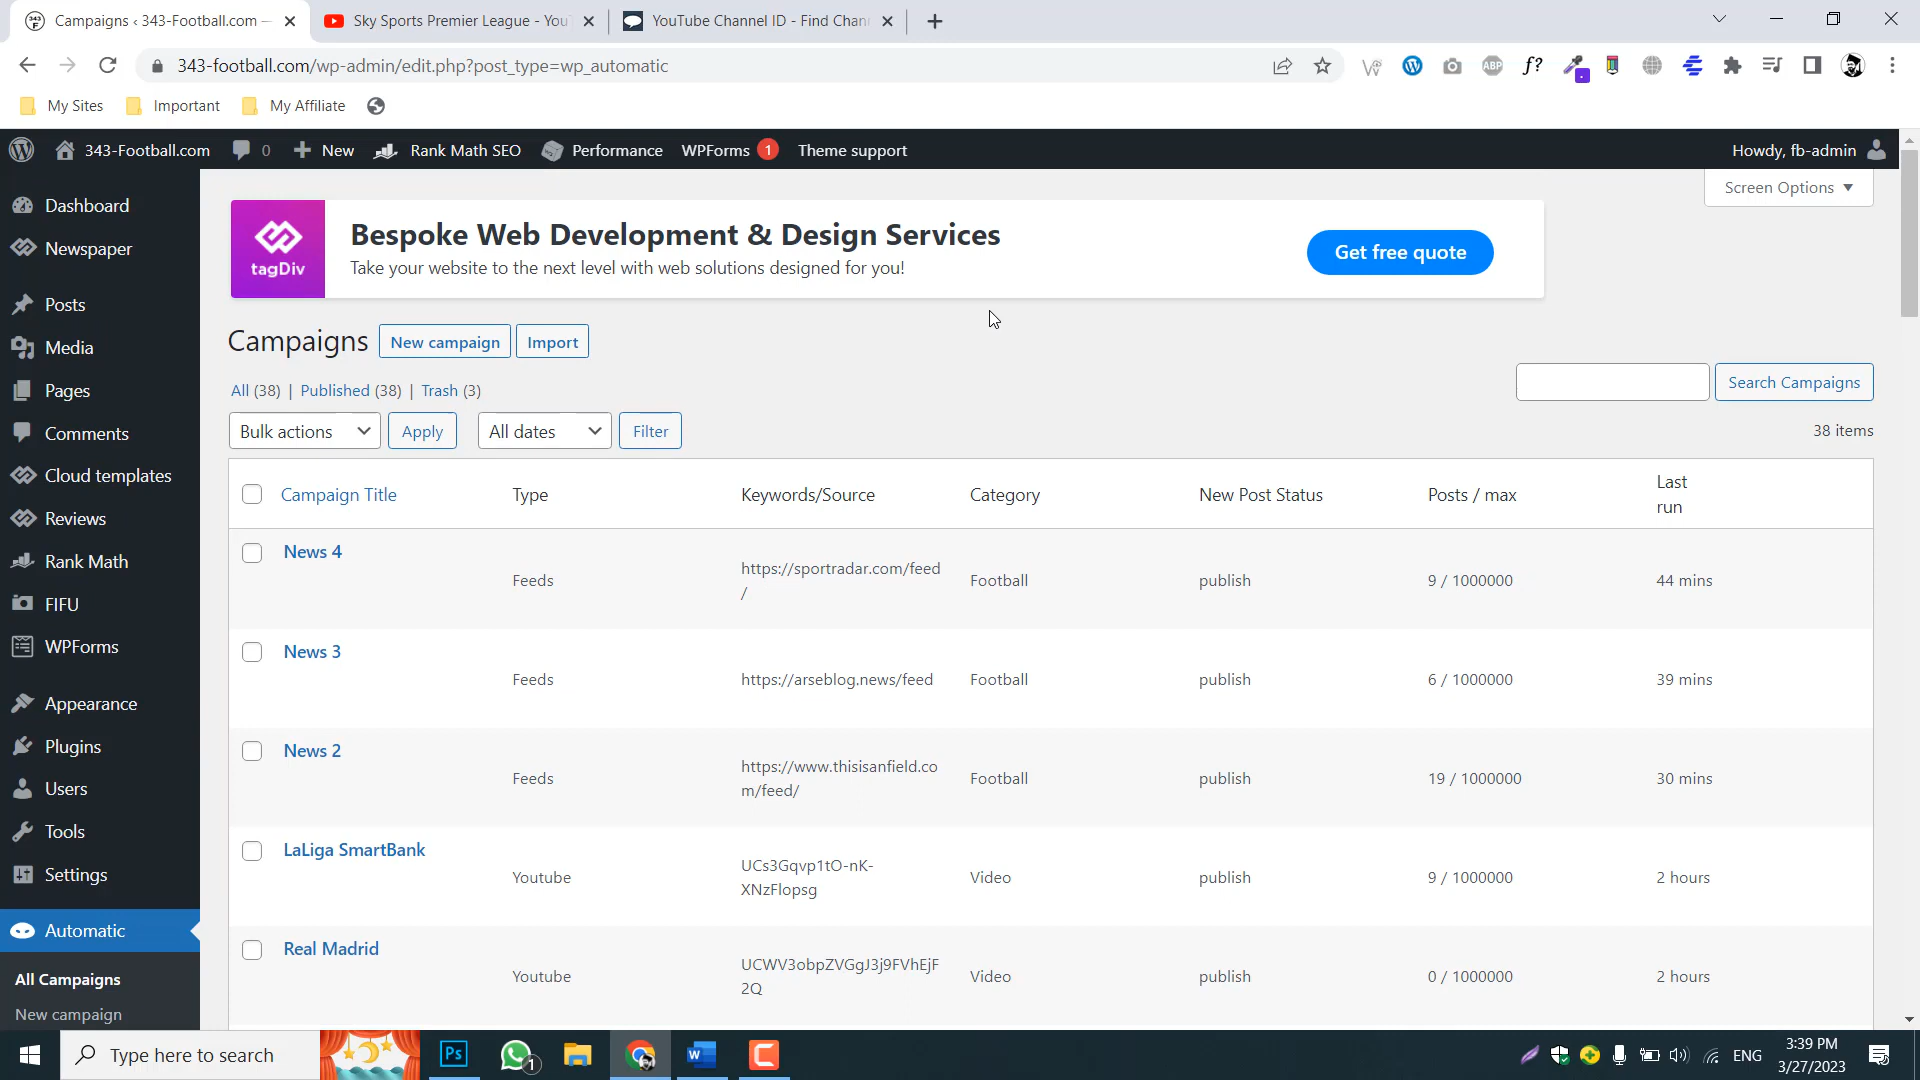 Campaigns ‹ 343-Football.com —
Sky Sports Premier League - You
YouTube Channel ID - Find Chan
343-football.com/wp-admin/edit.php?post_type=wp_automatic
ABP
f?
My Sites
Important
My Affiliate
343-Football.com
0
New
Rank Math SEO
Performance
WPForms 1
Theme support
Howdy, fb-admin
Screen Options
Dashboard
Newspaper
Posts
Media
Pages
Comments
Cloud templates
Reviews
Rank Math
FIFU
WPForms
Appearance
Plugins
Users
Tools
Settings
Automatic
All Campaigns
New campaign
tagDiv
Bespoke Web Development & Design Services
Take your website to the next level with web solutions designed for you!
Get free quote
Campaigns
New campaign
Import
All (38) | Published (38) | Trash (3)
Search Campaigns
Bulk actions
Apply
All dates
Filter
38 items
Campaign Title
Type
Keywords/Source
Category
New Post Status
Posts / max
Last
run
News 4
Feeds
https://sportradar.com/feed
/
Football
publish
9 / 1000000
44 mins
News 3
Feeds
https://arseblog.news/feed
Football
publish
6 / 1000000
39 mins
News 2
Feeds
https://www.thisisanfield.co
m/feed/
Football
publish
19 / 1000000
30 mins
LaLiga SmartBank
Youtube
UCs3Gqvp1tO-nK-
XNzFlopsg
Video
publish
9 / 1000000
2 hours
Real Madrid
Youtube
UCWV3obpZVGgJ3j9FVhEjF
2Q
Video
publish
0 / 1000000
2 hours
Type here to search
Ps
1
ENG
3:39 PM
3/27/2023